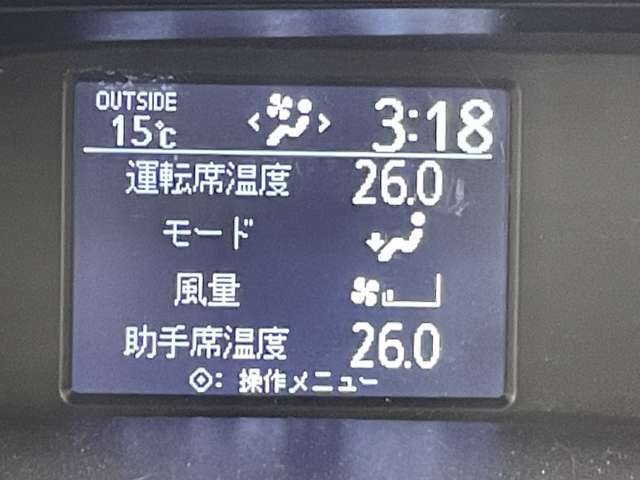 OUTSIDE
15℃ 3:18
運転席温度 26.0
モード
風量
助手席温度 26.0
: 操作メニュー